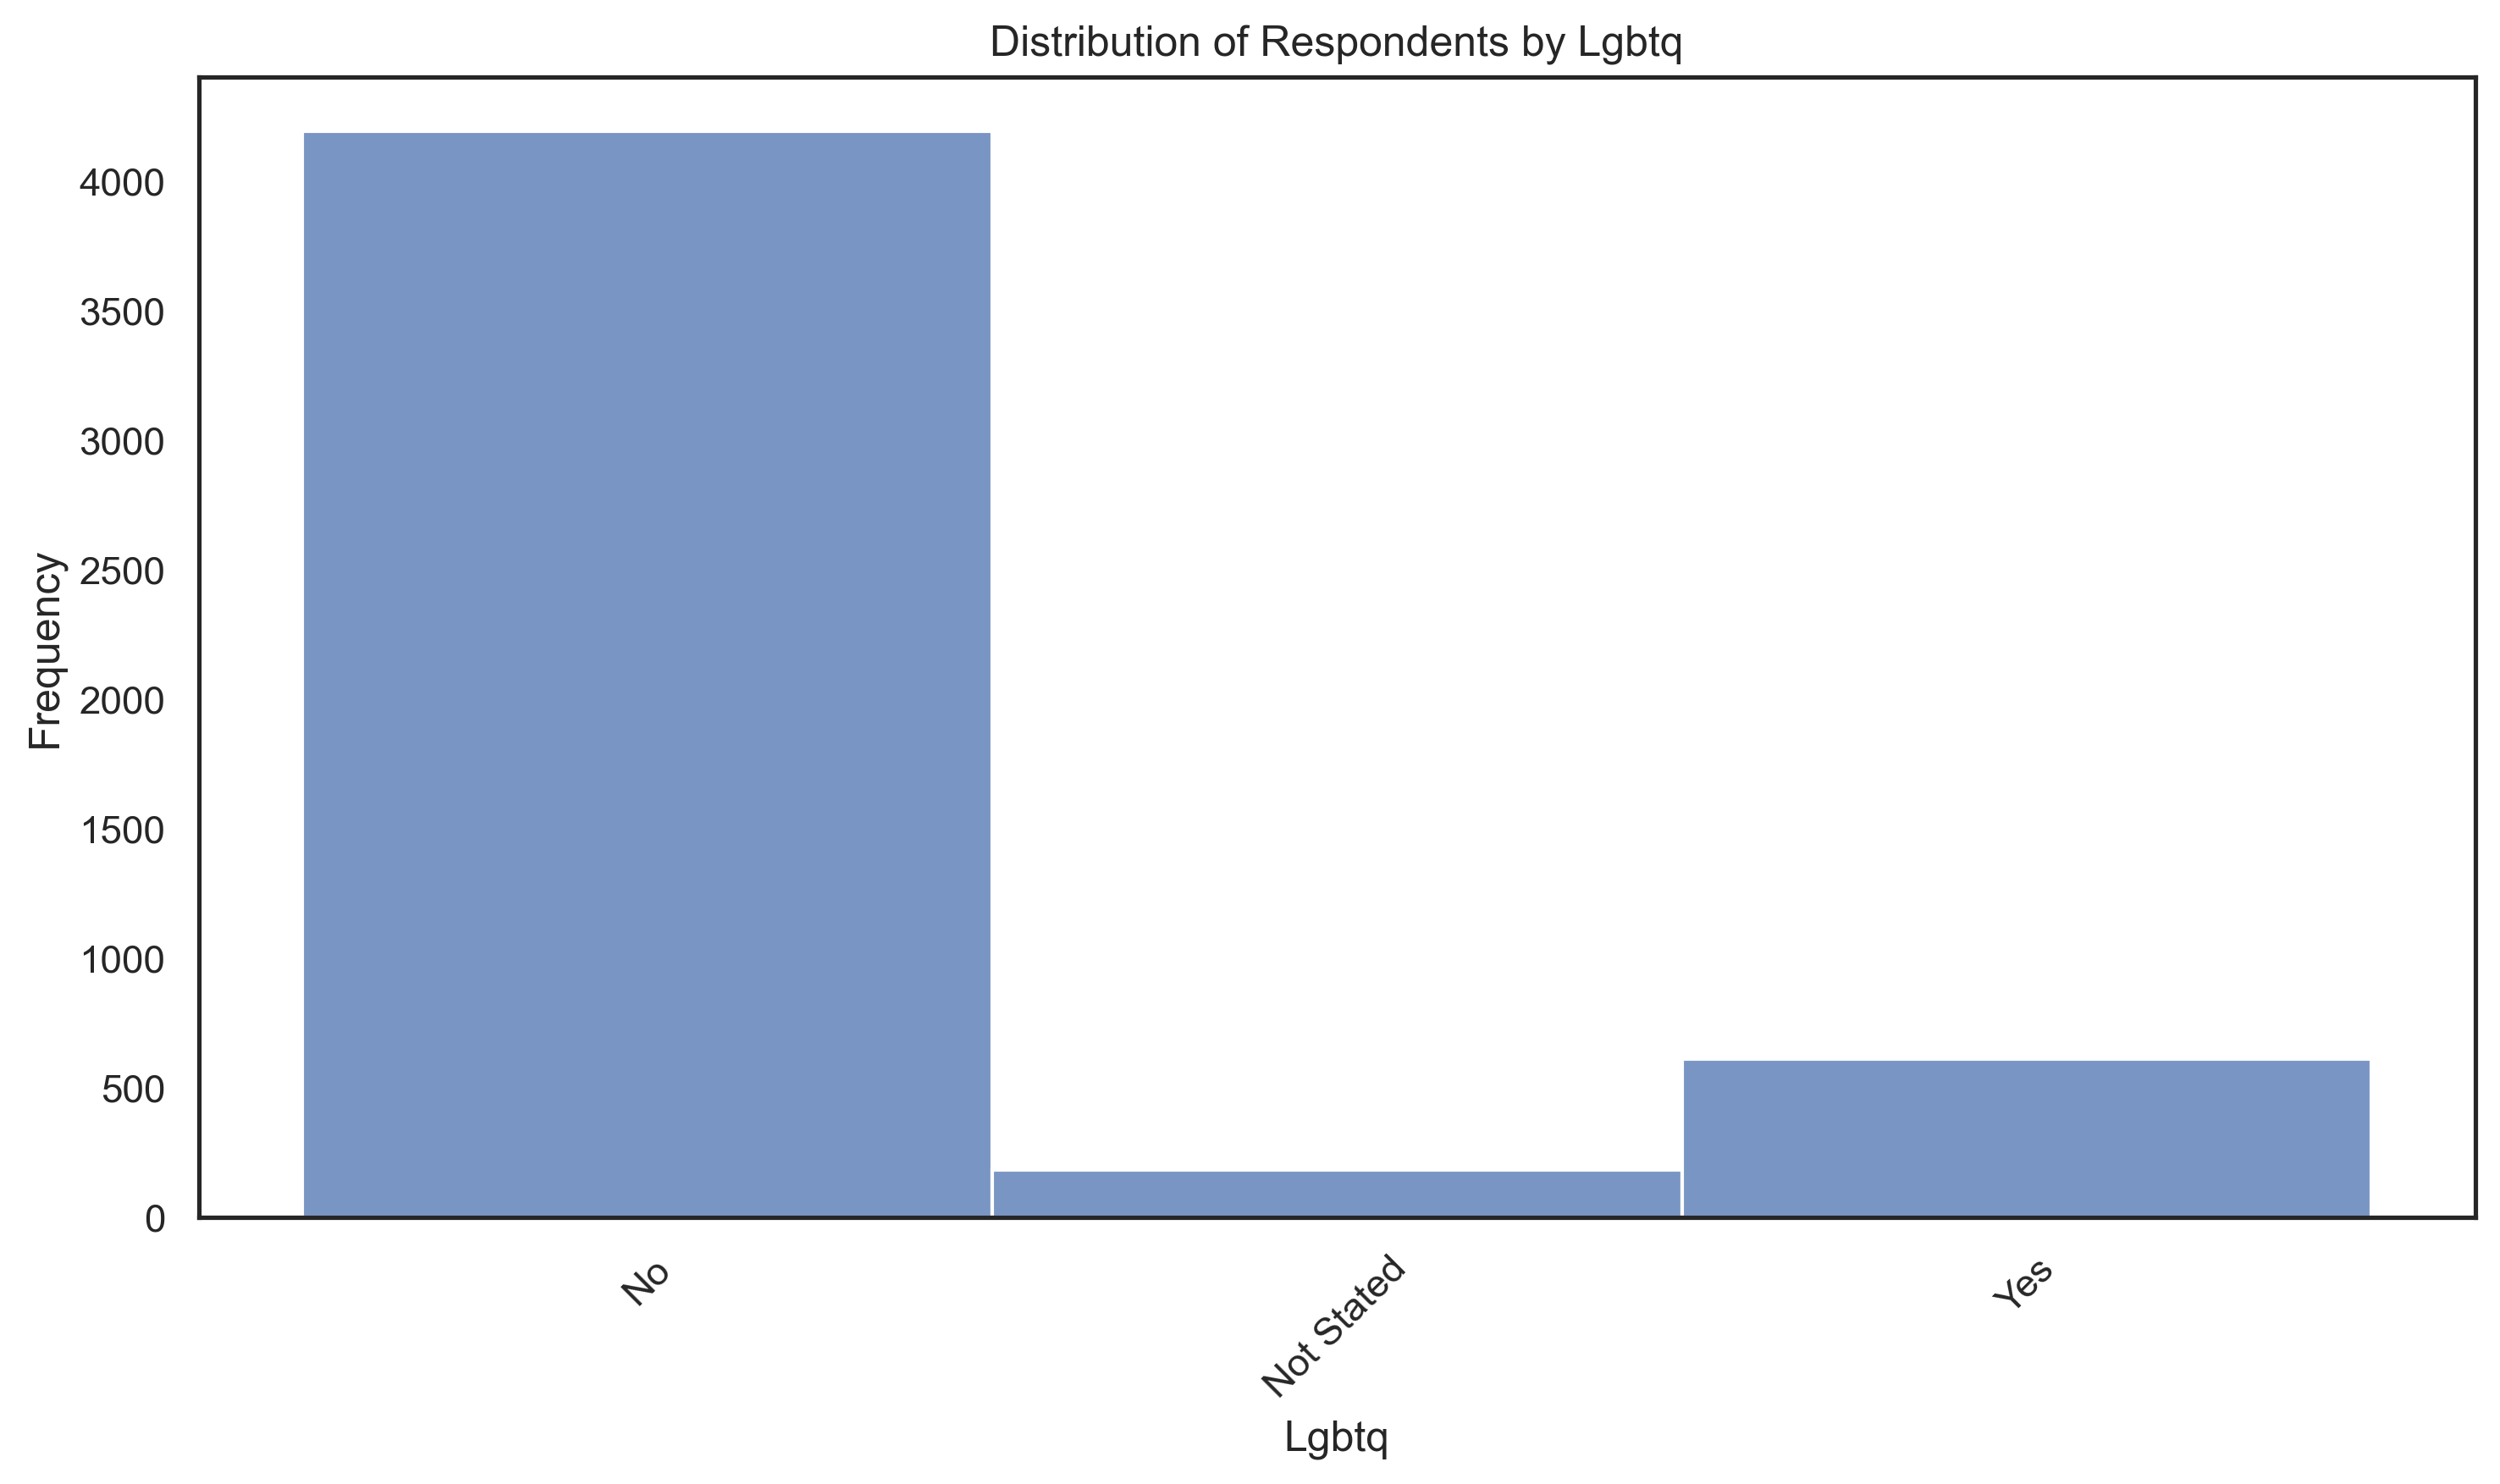 Distribution of Respondents by Lgbtq
Frequency
4000
3500
3000
2500
2000
1500
1000
500
0
No
Not Stated
Yes
Lgbtq